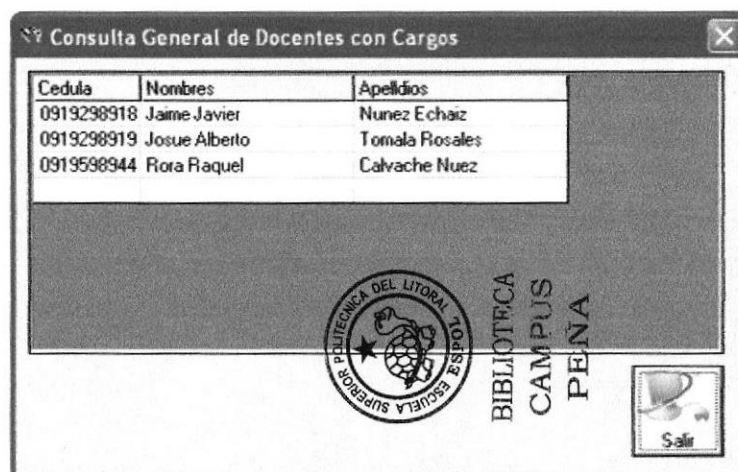 Consulta General de Docentes con Cargos
Cedula Nombres Apelldios
0919298918 Jaime Javier Nunez Echaiz
0919298919 Josue Alberto Tomala Rosales
0919598944 Rora Raquel Calvache Nuez
ESCUELA SUPERIOR POLITECNICA DEL LITORAL
ESPOL
BIBLIOTECA
CAMPUS
PEÑA
Salir